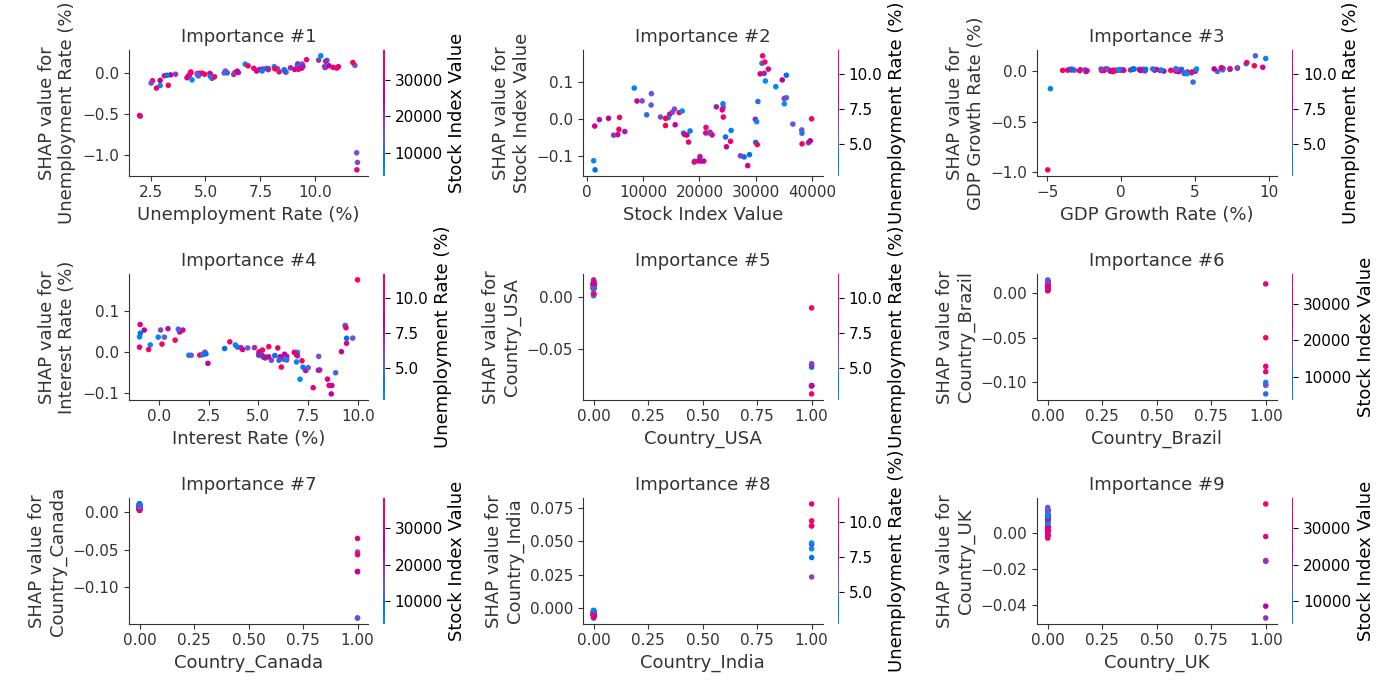 Importance #1
SHAP value for
Unemployment Rate (%)
0.0
−0.5
−1.0
2.5 5.0 7.5 10.0
Unemployment Rate (%)
30000
20000
10000
Stock Index Value
Importance #2
SHAP value for
Stock Index Value
0.1
0.0
−0.1
0 10000 20000 30000 40000
Stock Index Value
10.0
7.5
5.0
Unemployment Rate (%)
Importance #3
SHAP value for
GDP Growth Rate (%)
0.0
−0.5
−1.0
−5 0 5 10
GDP Growth Rate (%)
10.0
7.5
5.0
Unemployment Rate (%)
Importance #4
SHAP value for
Interest Rate (%)
0.1
0.0
−0.1
0.0 2.5 5.0 7.5 10.0
Interest Rate (%)
10.0
7.5
5.0
Unemployment Rate (%)
Importance #5
SHAP value for
Country_USA
0.00
−0.05
0.00 0.25 0.50 0.75 1.00
Country_USA
10.0
7.5
5.0
Unemployment Rate (%)
Importance #6
SHAP value for
Country_Brazil
0.00
−0.05
−0.10
0.00 0.25 0.50 0.75 1.00
Country_Brazil
30000
20000
10000
Stock Index Value
Importance #7
SHAP value for
Country_Canada
0.00
−0.05
−0.10
0.00 0.25 0.50 0.75 1.00
Country_Canada
30000
20000
10000
Stock Index Value
Importance #8
SHAP value for
Country_India
0.075
0.050
0.025
0.000
0.00 0.25 0.50 0.75 1.00
Country_India
10.0
7.5
5.0
Unemployment Rate (%)
Importance #9
SHAP value for
Country_UK
0.00
−0.02
−0.04
0.00 0.25 0.50 0.75 1.00
Country_UK
30000
20000
10000
Stock Index Value